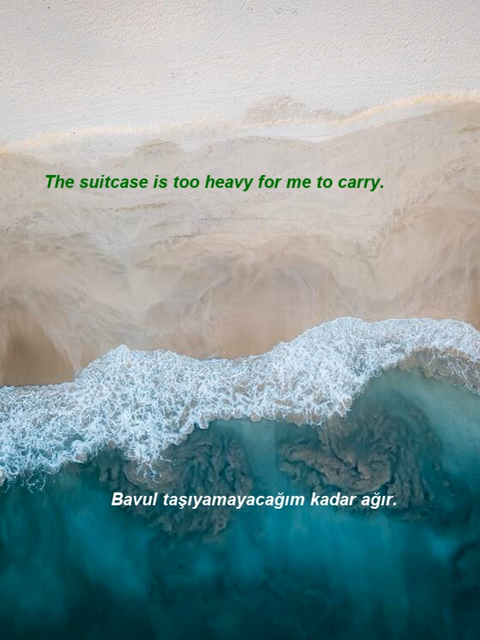 The suitcase is too heavy for me to carry.
Bavul taşıyamayacağım kadar ağır.